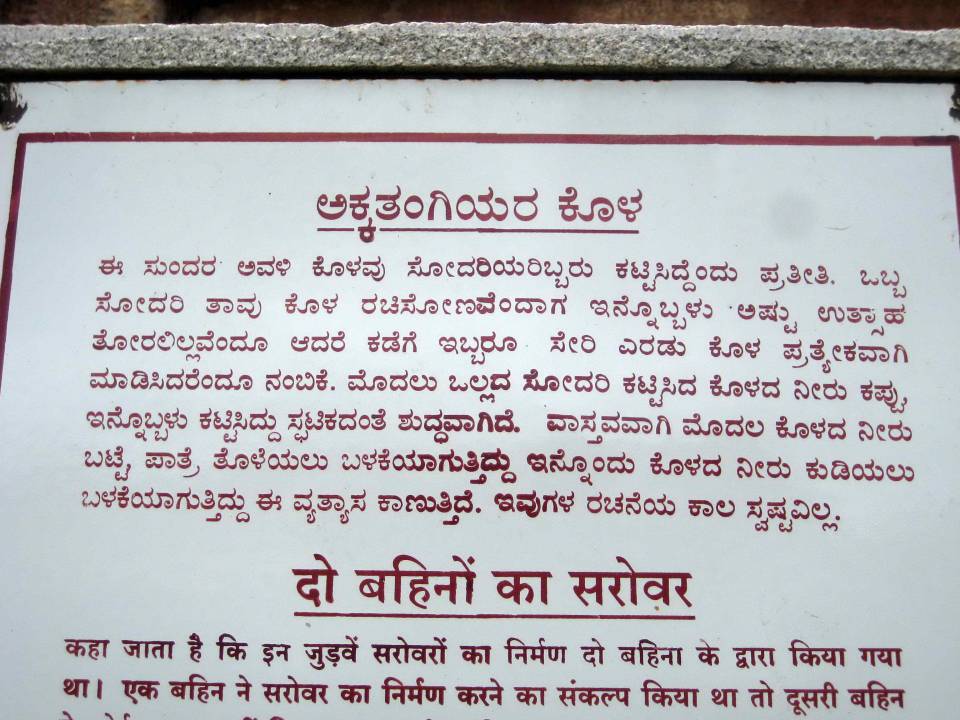 ಅಕ್ಕತಂಗಿಯರ ಕೊಳ
ಈ ಸುಂದರ ಅವಳಿ ಕೊಳವು ಸೋದರಿಯರಿಬ್ಬರು ಕಟ್ಟಿಸಿದ್ದೆಂದು ಪ್ರತೀತಿ. ಒಬ್ಬ
ಸೋದರಿ ತಾವು ಕೊಳ ರಚಿಸೋಣವೆಂದಾಗ ಇನ್ನೊಬ್ಬಳು ಅಷ್ಟು ಉತ್ಸಾಹ
ತೋರಲಿಲ್ಲವೆಂದೂ ಆದರೆ ಕಡೆಗೆ ಇಬ್ಬರೂ ಸೇರಿ ಎರಡು ಕೊಳ ಪ್ರತ್ಯೇಕವಾಗಿ
ಮಾಡಿಸಿದರೆಂದೂ ನಂಬಿಕೆ. ಮೊದಲು ಒಲ್ಲದ ಸೋದರಿ ಕಟ್ಟಿಸಿದ ಕೊಳದ ನೀರು ಕಪ್ಪು,
ಇನ್ನೊಬ್ಬಳು ಕಟ್ಟಿಸಿದ್ದು ಸ್ಫಟಿಕದಂತೆ ಶುದ್ಧವಾಗಿದೆ. ವಾಸ್ತವವಾಗಿ ಮೊದಲ ಕೊಳದ ನೀರು
ಬಟ್ಟೆ, ಪಾತ್ರೆ ತೊಳೆಯಲು ಬಳಕೆಯಾಗುತ್ತಿದ್ದು ಇನ್ನೊಂದು ಕೊಳದ ನೀರು ಕುಡಿಯಲು
ಬಳಕೆಯಾಗುತ್ತಿದ್ದು ಈ ವ್ಯತ್ಯಾಸ ಕಾಣುತ್ತಿದೆ. ಇವುಗಳ ರಚನೆಯ ಕಾಲ ಸ್ಪಷ್ಟವಿಲ್ಲ.
दो बहिनों का सरोवर
कहा जाता है कि इन जुड़वें सरोवरों का निर्मण दो बहिना के द्वारा किया गया
था। एक बहिन ने सरोवर का निर्मण करने का संकल्प किया था तो दूसरी बहिन